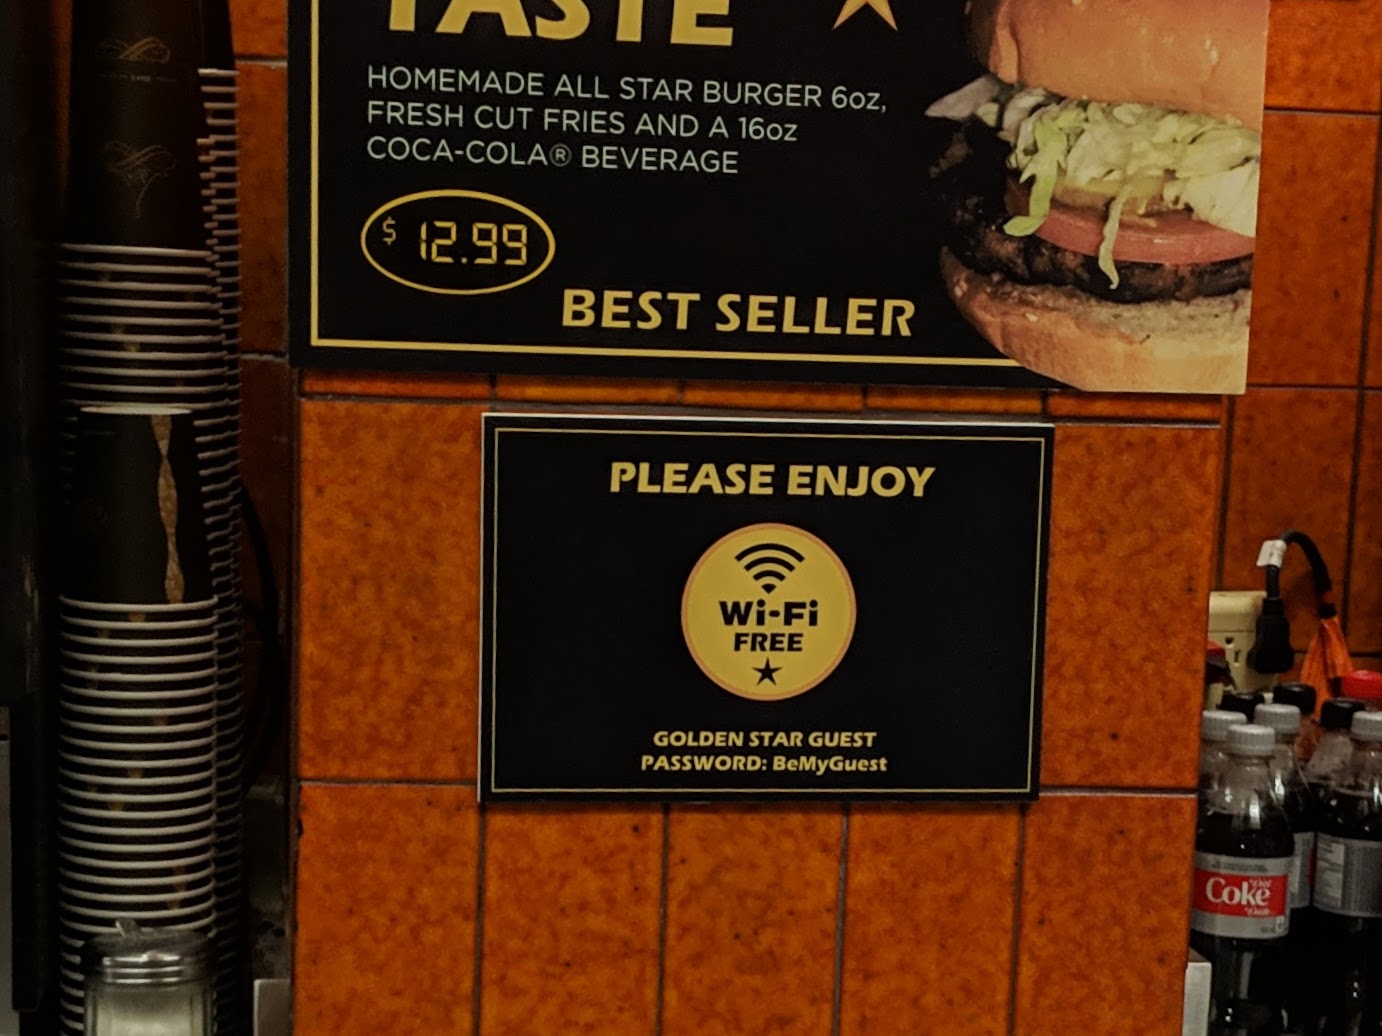 TASTE
HOMEMADE ALL STAR BURGER 6oz,
FRESH CUT FRIES AND A 16oz
COCA-COLA® BEVERAGE
$ 12.99
BEST SELLER
PLEASE ENJOY
Wi-Fi
FREE
GOLDEN STAR GUEST
PASSWORD: BeMyGuest
Diet
Coke